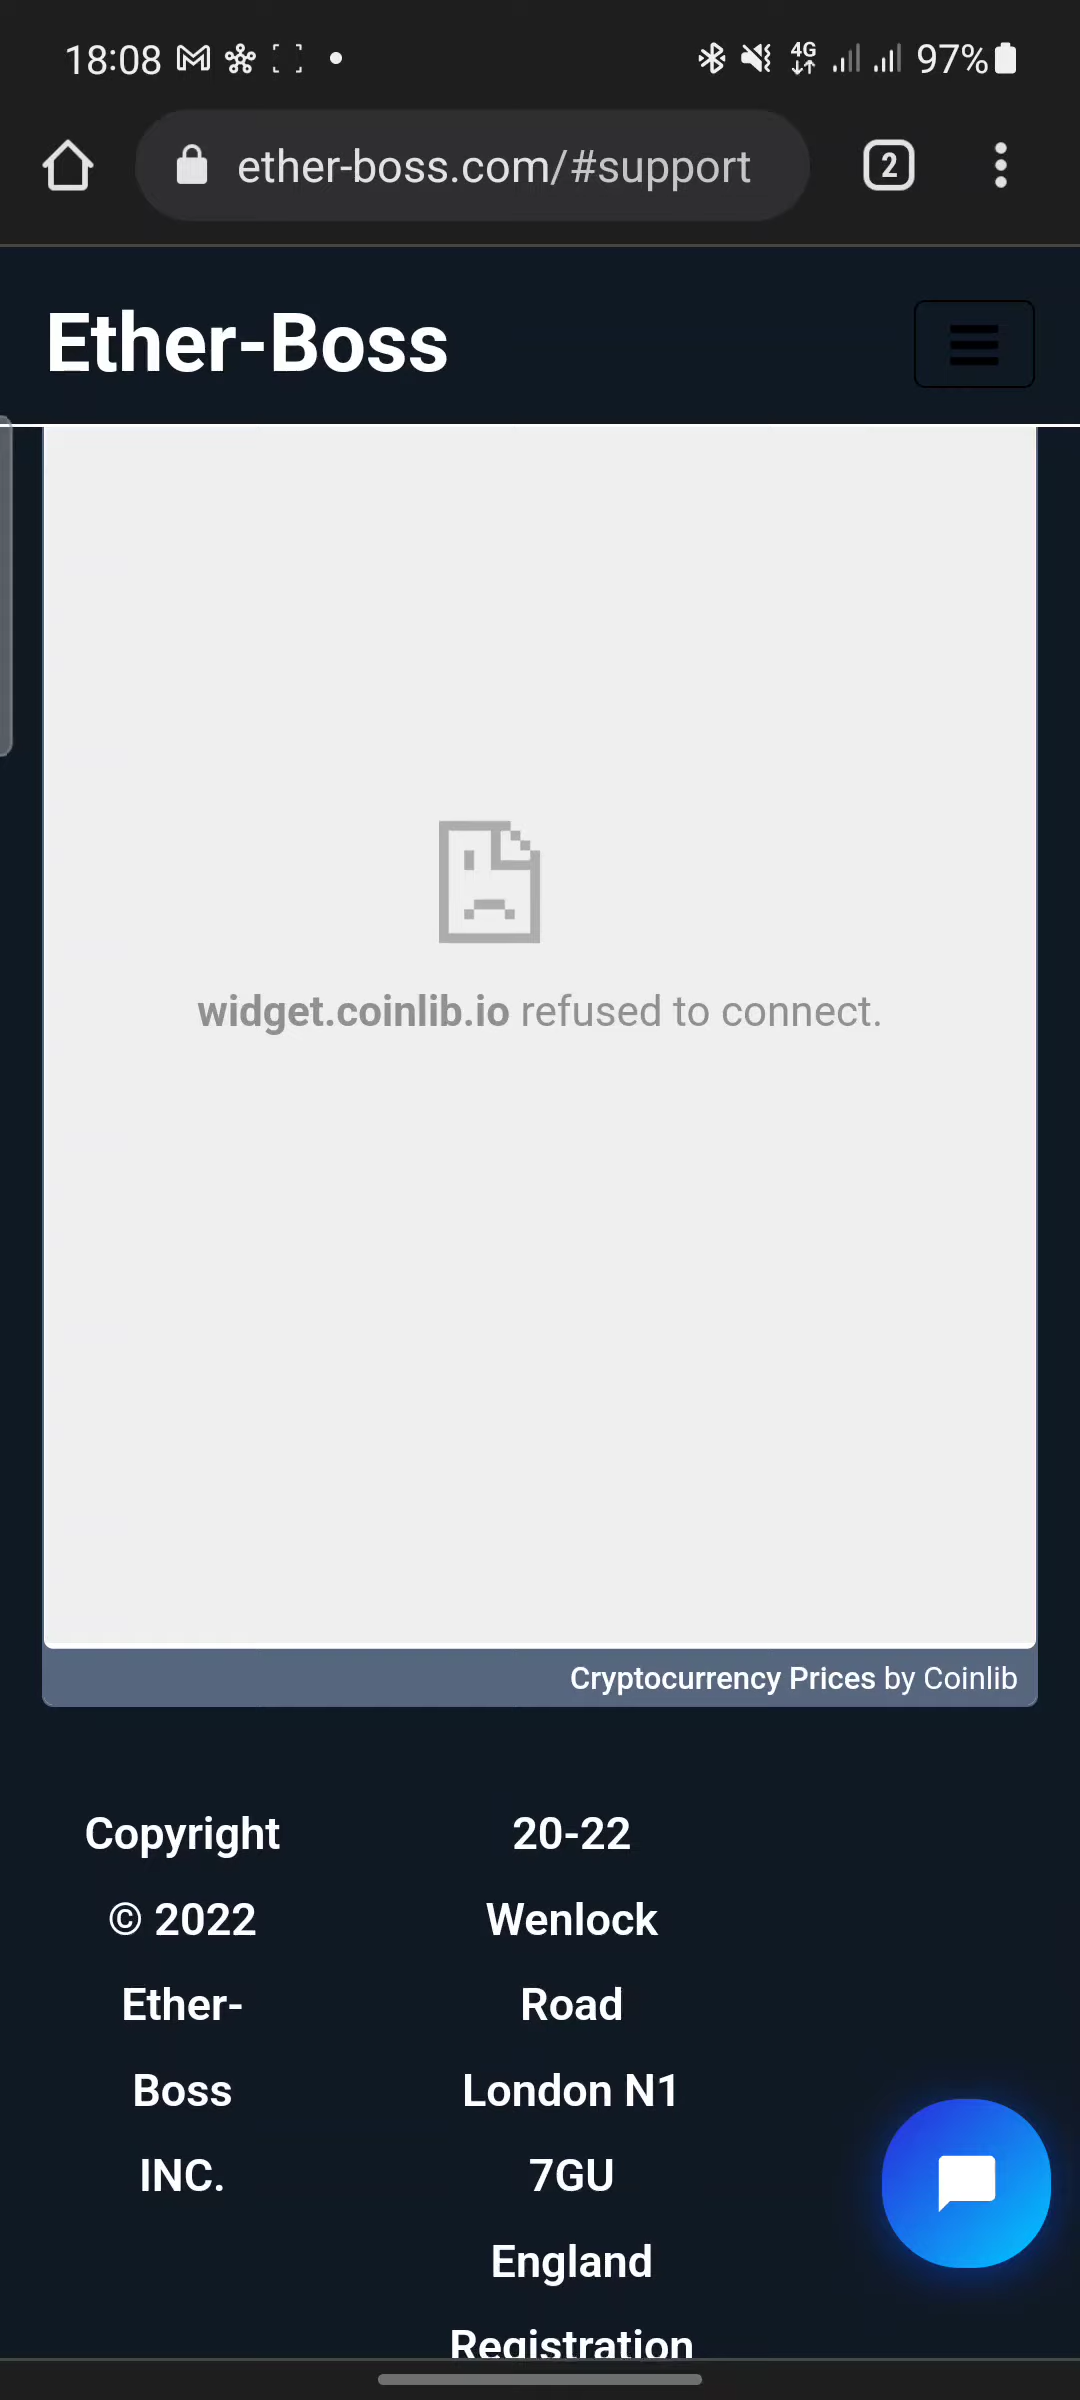 18:08
4G
97%
ether-boss.com/#support
2
Ether-Boss
widget.coinlib.io refused to connect.
Cryptocurrency Prices by Coinlib
Copyright
© 2022
Ether-
Boss
INC.
20-22
Wenlock
Road
London N1
7GU
England
Registration